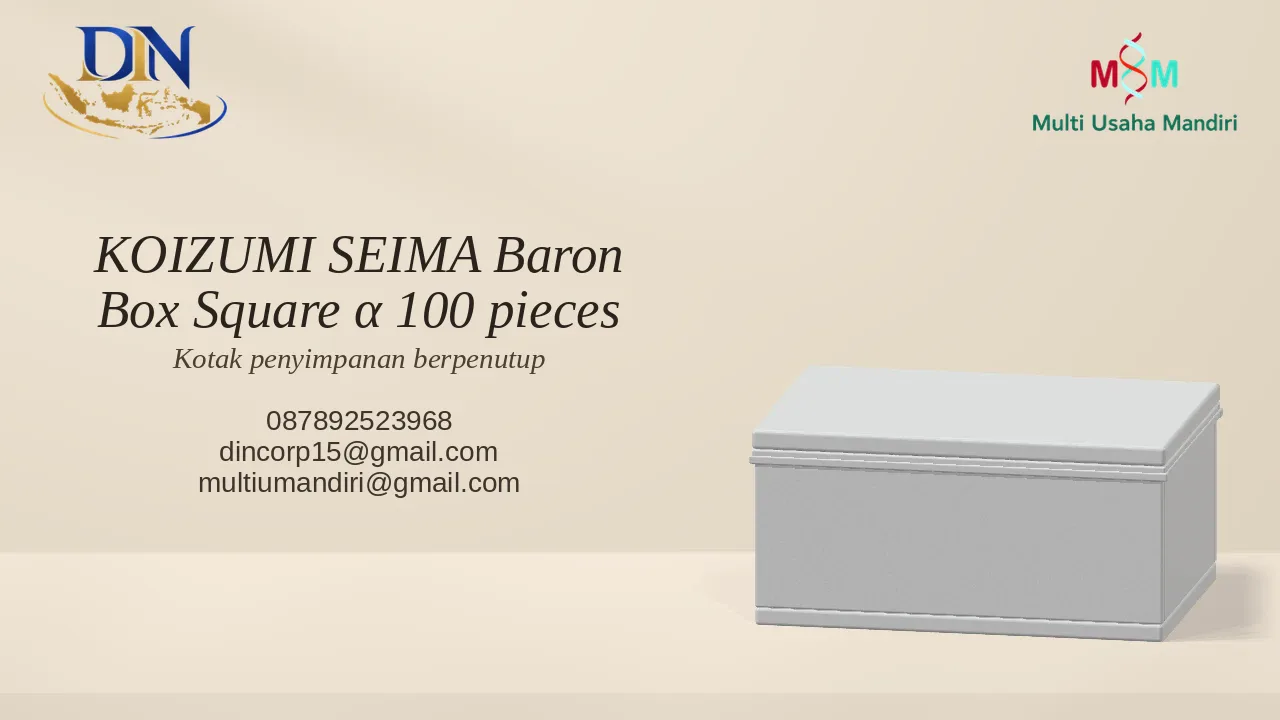 DIN
M M
Multi Usaha Mandiri
KOIZUMI SEIMA Baron
Box Square α 100 pieces
Kotak penyimpanan berpenutup
087892523968
dincorp15@gmail.com
multiumandiri@gmail.com